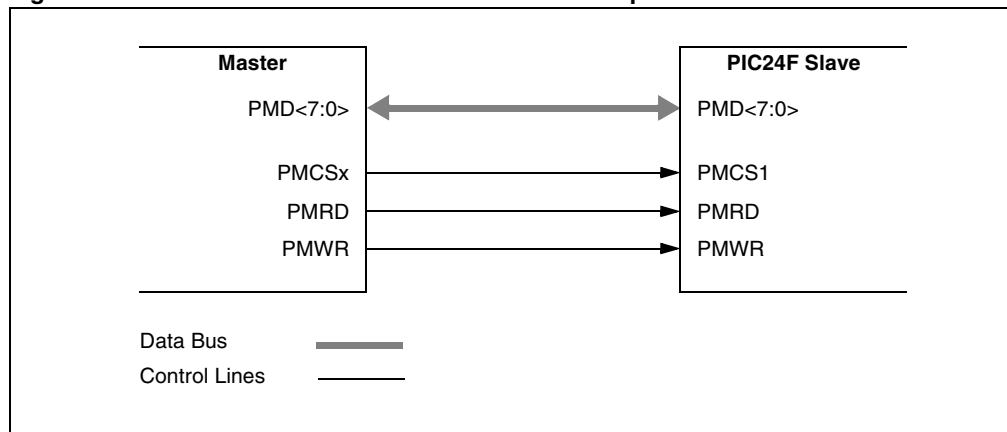 Master
PIC24F Slave
PMD<7:0>
PMD<7:0>
PMCSx
PMCS1
PMRD
PMRD
PMWR
PMWR
Data Bus
Control Lines